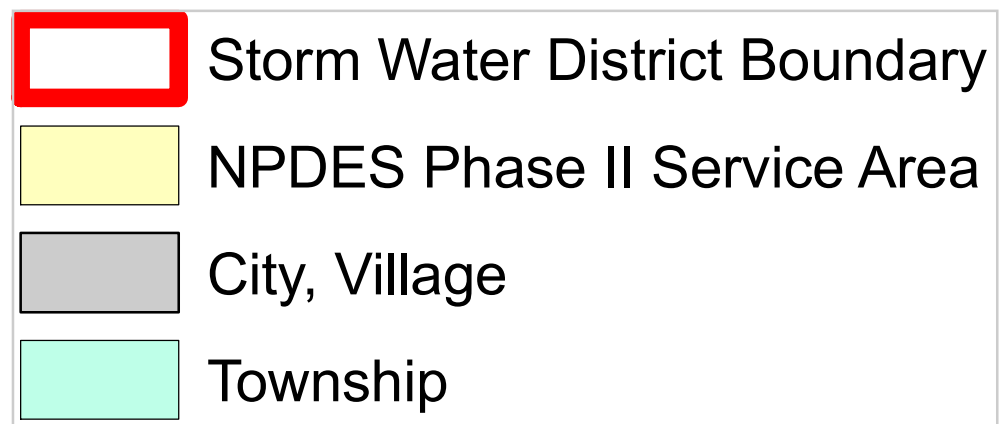 Storm Water District Boundary
NPDES Phase II Service Area
City, Village
Township